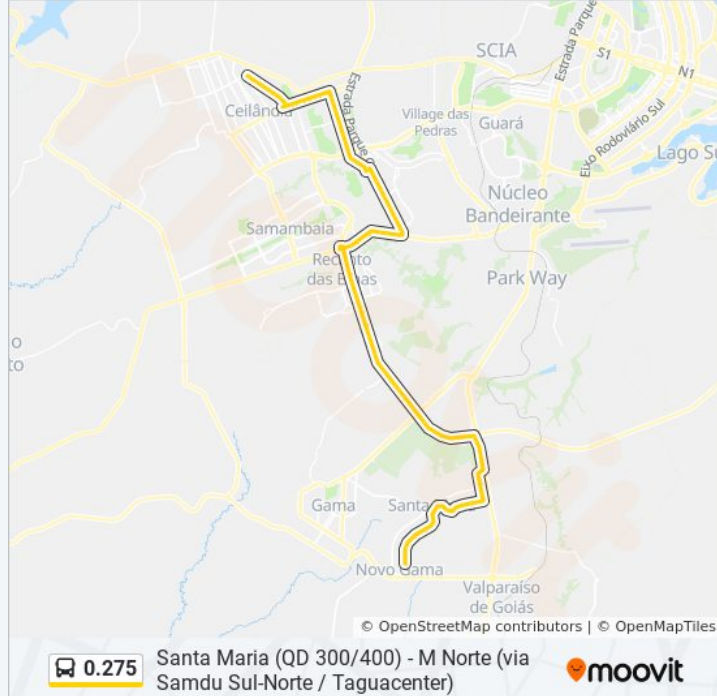 SCIA
Estrada Parque
S1
N1
Ceilândia
Estrada Parque
Village das
Pedras
Guará
Eixo Rodoviário Sul
Lago Su
Núcleo
Bandeirante
Samambaia
Recanto
das Emas
Park Way
o
to
Gama
Santa
Novo Gama
Valparaíso
de Goiás
© OpenStreetMap contributors | © OpenMapTiles
0.275
Santa Maria (QD 300/400) - M Norte (via
Samdu Sul-Norte / Taguacenter)
moovit